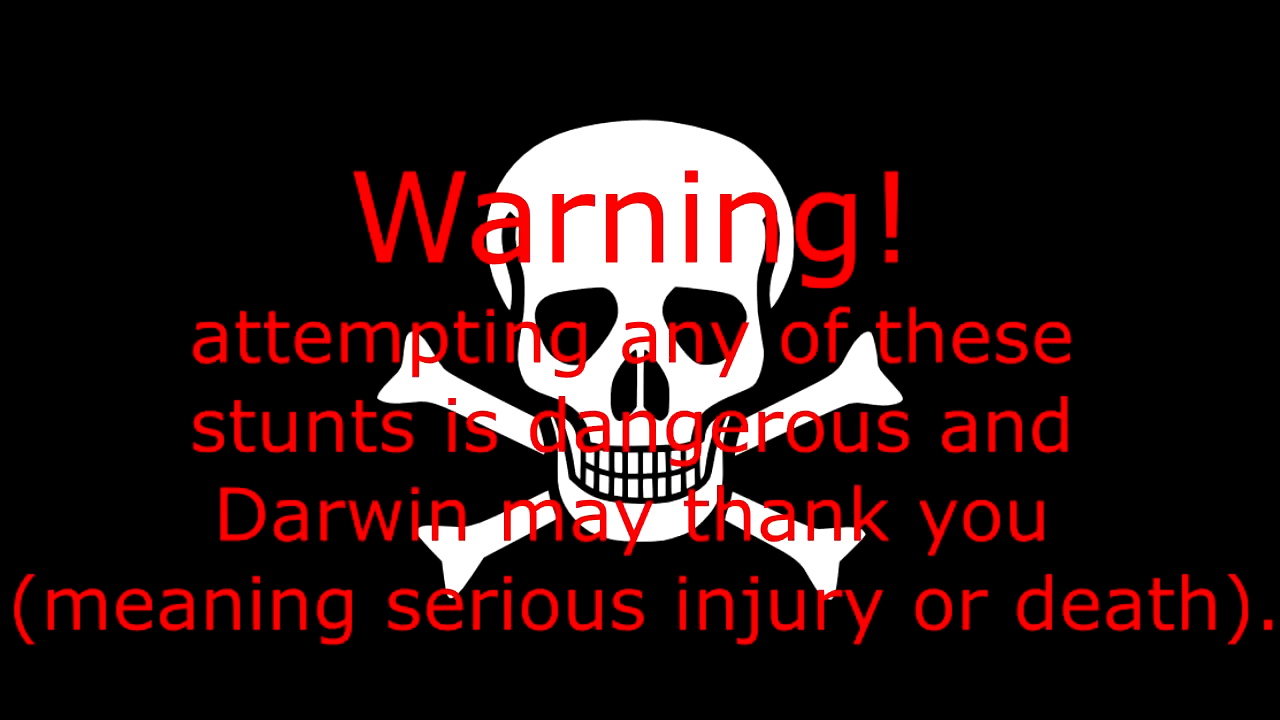 Warning!
attempting any of these
stunts is dangerous and
Darwin may thank you
(meaning serious injury or death).